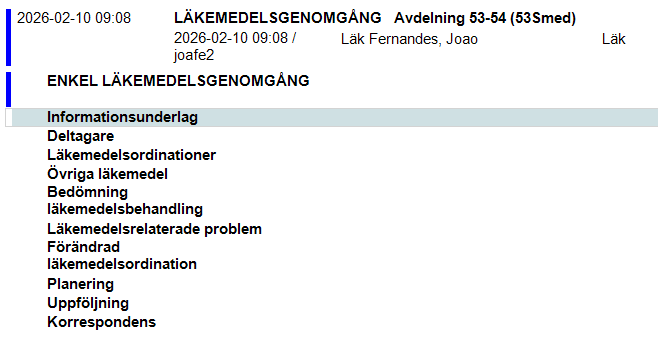 2026-02-10 09:08 LÄKEMEDELSGENOMGÅNG Avdelning 53-54 (53Smed)
2026-02-10 09:08 / Läk Fernandes, Joao Läk
joafe2
ENKEL LÄKEMEDELSGENOMGÅNG
Informationsunderlag
Deltagare
Läkemedelsordinationer
Övriga läkemedel
Bedömning
läkemedelsbehandling
Läkemedelsrelaterade problem
Förändrad
läkemedelsordination
Planering
Uppföljning
Korrespondens